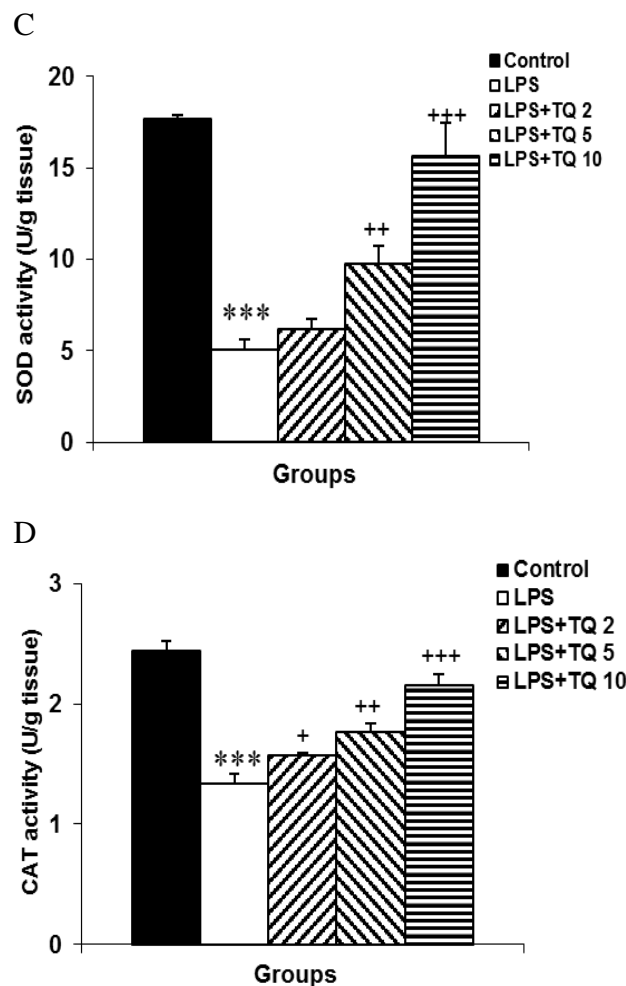 C
Control
LPS
LPS+TQ 2
LPS+TQ 5
LPS+TQ 10
SOD activity (U/g tissue)
20
15
10
5
0
***
++
+++
Groups
D
Control
LPS
LPS+TQ 2
LPS+TQ 5
LPS+TQ 10
CAT activity (U/g tissue)
3
2
1
0
***
+
++
+++
Groups